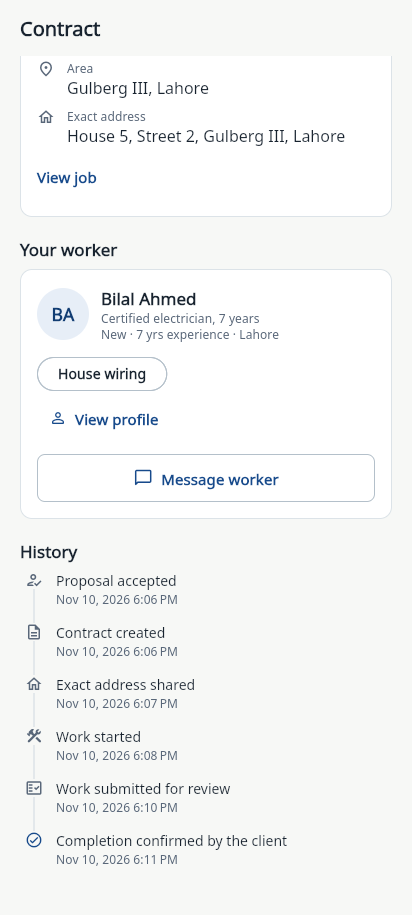 Contract
Area
Gulberg III, Lahore
Exact address
House 5, Street 2, Gulberg III, Lahore
View job
Your worker
BA
Bilal Ahmed
Certified electrician, 7 years
New · 7 yrs experience · Lahore
House wiring
View profile
Message worker
History
Proposal accepted
Nov 10, 2026 6:06 PM
Contract created
Nov 10, 2026 6:06 PM
Exact address shared
Nov 10, 2026 6:07 PM
Work started
Nov 10, 2026 6:08 PM
Work submitted for review
Nov 10, 2026 6:10 PM
Completion confirmed by the client
Nov 10, 2026 6:11 PM